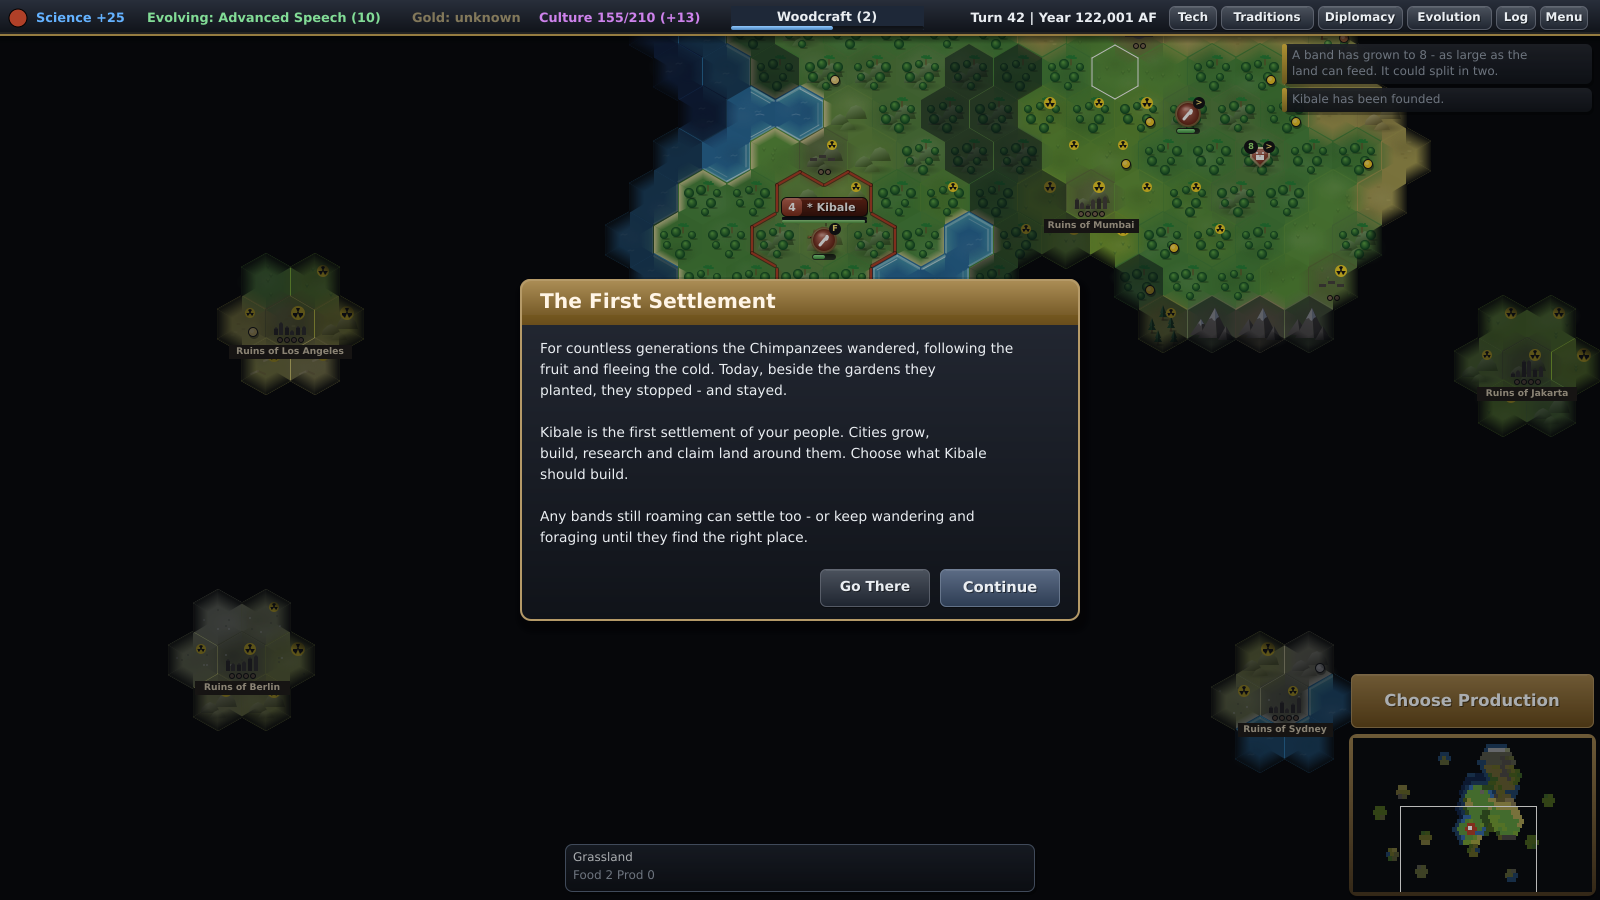 Science +25 Evolving: Advanced Speech (10) Gold: unknown Culture 155/210 (+13) Woodcraft (2) Turn 42 | Year 122,001 AF Tech Traditions Diplomacy Evolution Log Menu
A band has grown to 8 - as large as the
land can feed. It could split in two.
Kibale has been founded.
>
8 >
4 * Kibale
Ruins of Mumbai
F
The First Settlement
For countless generations the Chimpanzees wandered, following the
fruit and fleeing the cold. Today, beside the gardens they
planted, they stopped - and stayed.
Kibale is the first settlement of your people. Cities grow,
build, research and claim land around them. Choose what Kibale
should build.
Any bands still roaming can settle too - or keep wandering and
foraging until they find the right place.
Go There Continue
Ruins of Los Angeles
Ruins of Jakarta
Ruins of Berlin
Ruins of Sydney
Choose Production
Grassland
Food 2 Prod 0